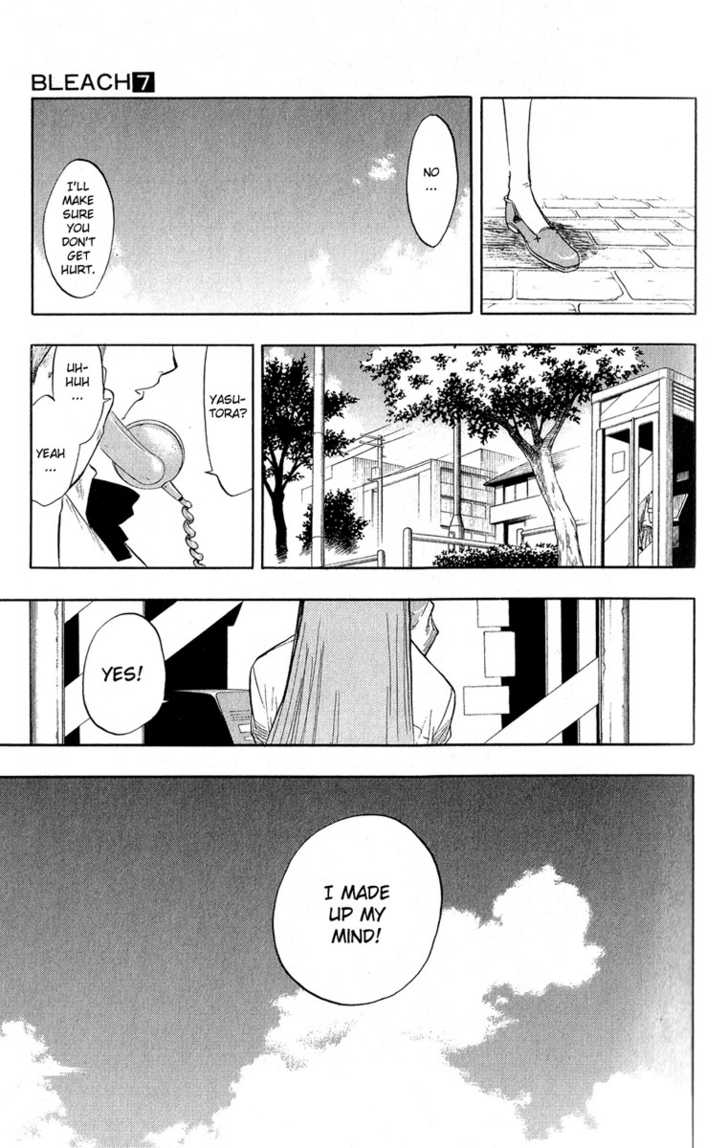 BLEACH 7
NO
...
I'LL
MAKE
SURE
YOU
DON'T
GET
HURT.
YASU-
TORA?
UH-
HUH
...
YEAH
...
YES!
I MADE
UP MY
MIND!